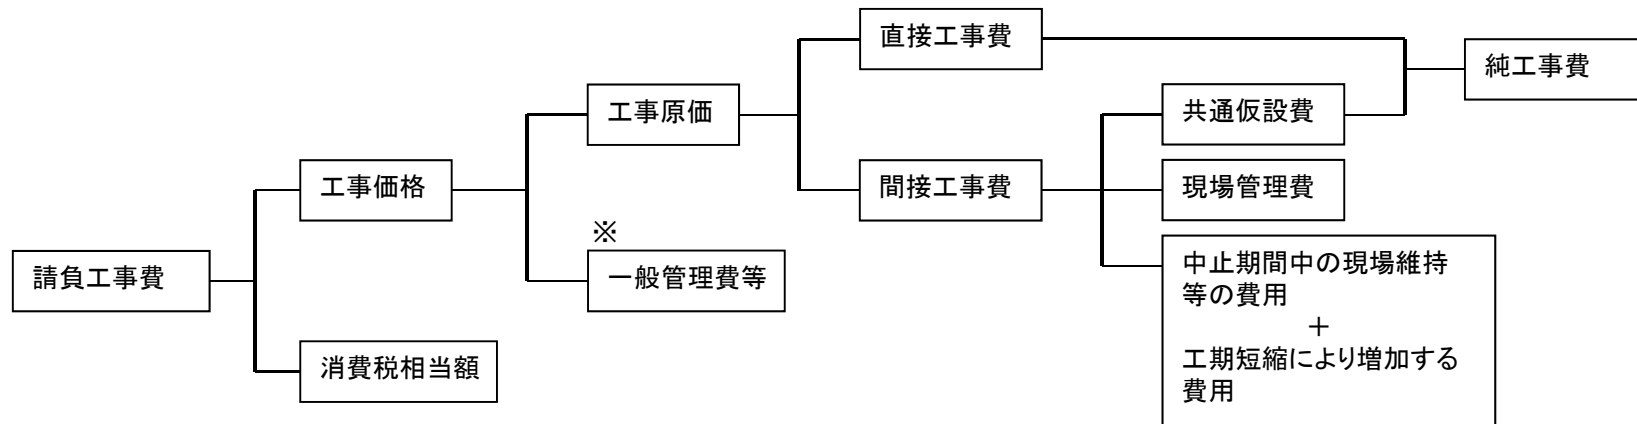 直接工事費
純工事費
工事原価
共通仮設費
工事価格
間接工事費
現場管理費
※
請負工事費
一般管理費等
中止期間中の現場維持
等の費用
＋
工期短縮により増加する
費用
消費税相当額